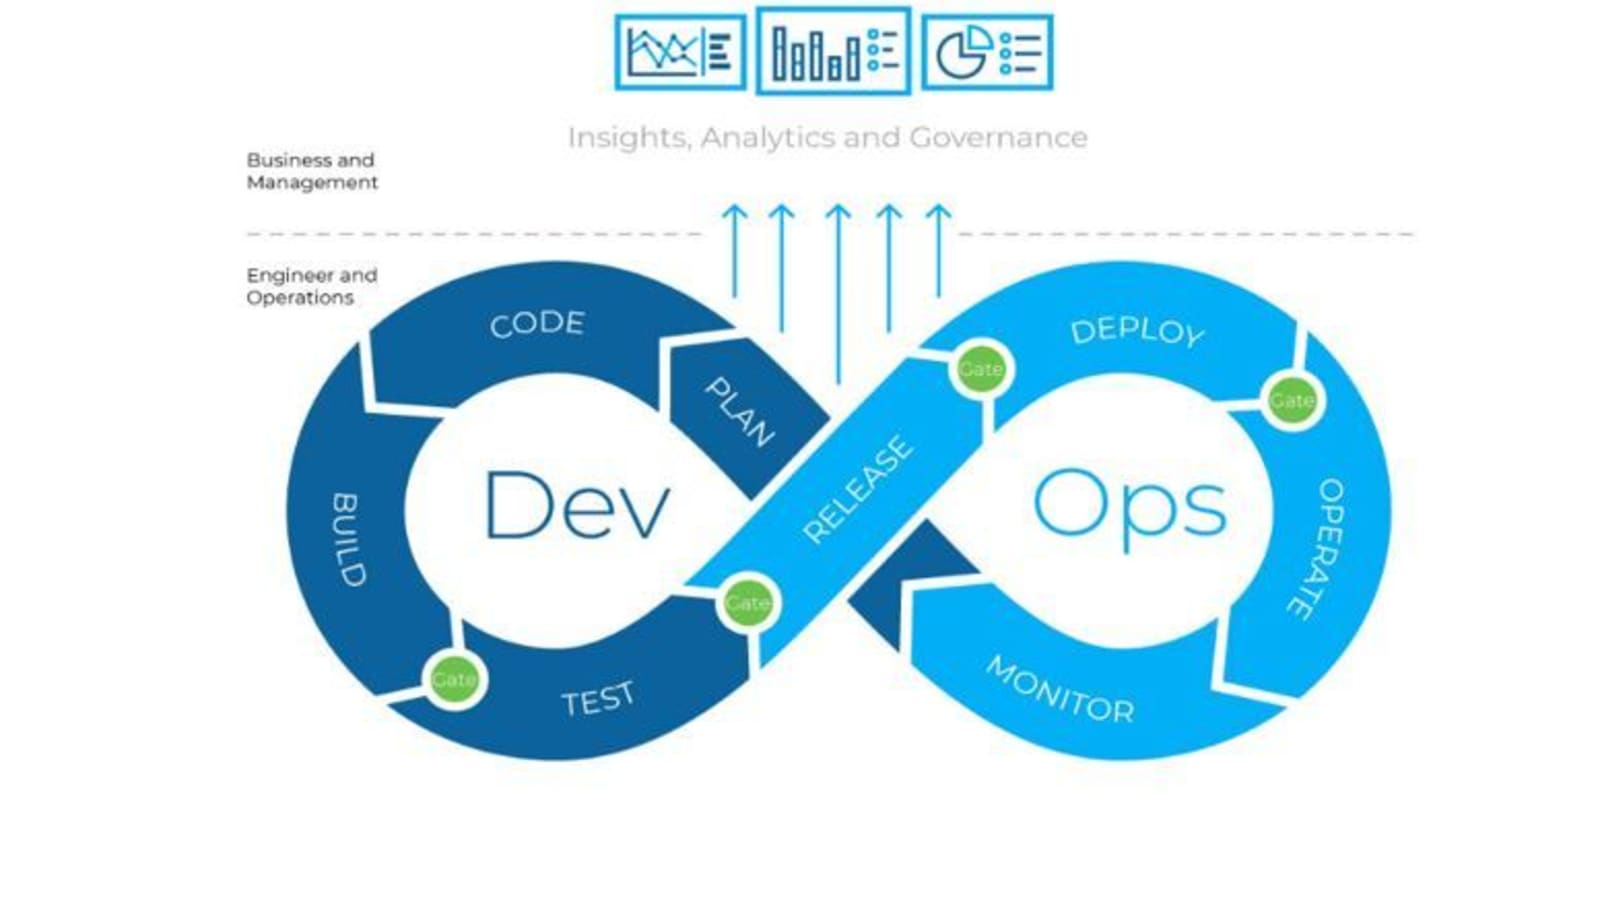 Insights, Analytics and Governance
Business and
Management
Engineer and
Operations
CODE
PLAN
BUILD
TEST
RELEASE
DEPLOY
OPERATE
MONITOR
Dev
Ops
Gate
Gate
Gate
Gate